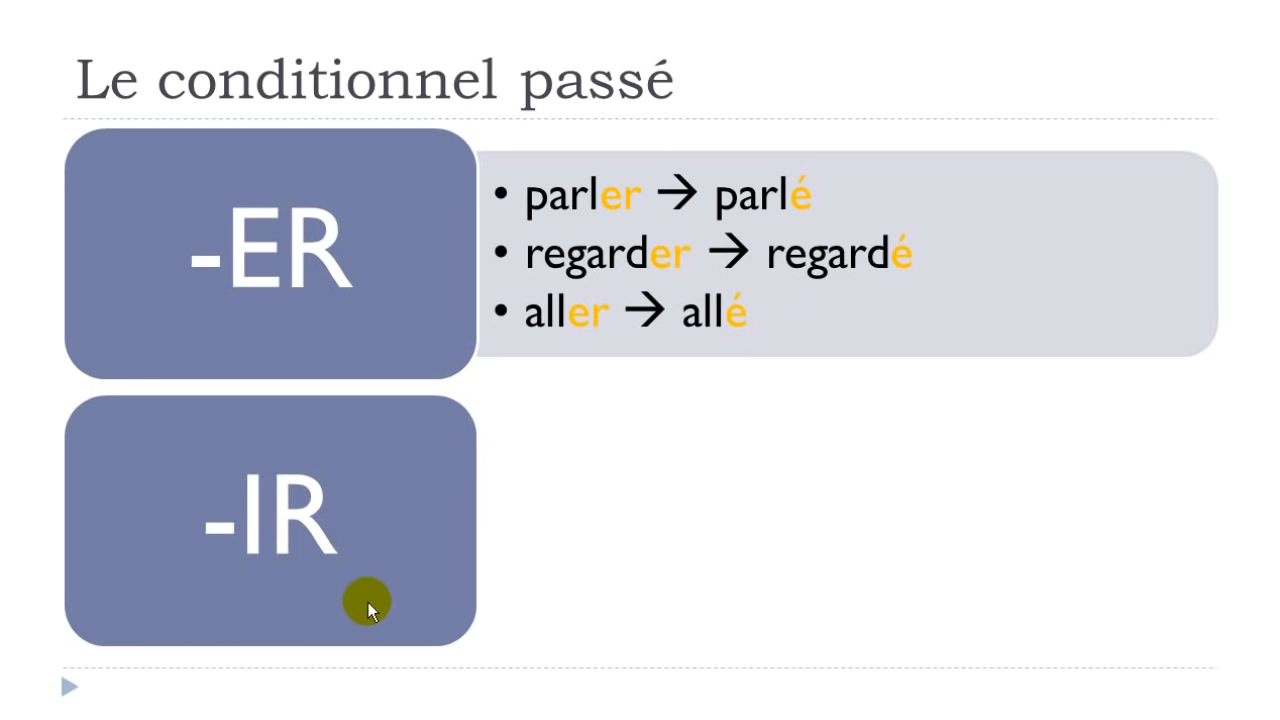 Le conditionnel passé
-ER
• parler → parlé
• regarder → regardé
• aller → allé
-IR